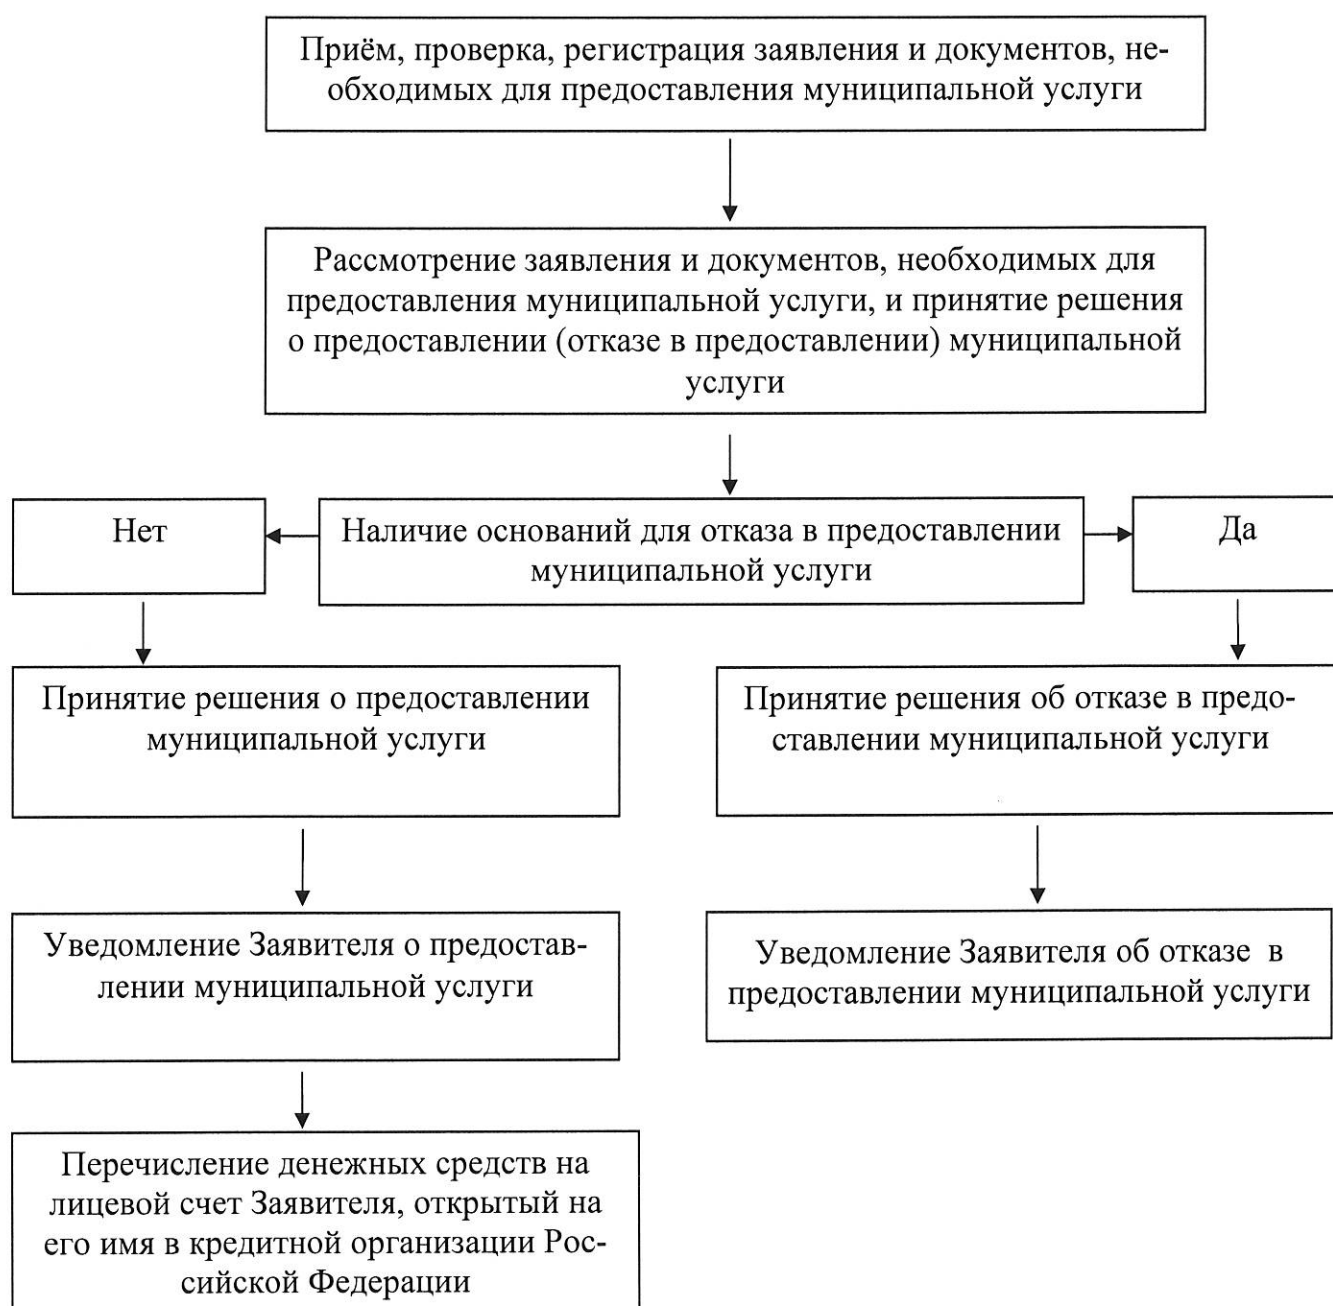 Приём, проверка, регистрация заявления и документов, не-
обходимых для предоставления муниципальной услуги
Рассмотрение заявления и документов, необходимых для
предоставления муниципальной услуги, и принятие решения
о предоставлении (отказе в предоставлении) муниципальной
услуги
Нет
Наличие оснований для отказа в предоставлении
муниципальной услуги
Да
Принятие решения о предоставлении
муниципальной услуги
Принятие решения об отказе в предо-
ставлении муниципальной услуги
Уведомление Заявителя о предостав-
лении муниципальной услуги
Уведомление Заявителя об отказе в
предоставлении муниципальной услуги
Перечисление денежных средств на
лицевой счет Заявителя, открытый на
его имя в кредитной организации Рос-
сийской Федерации